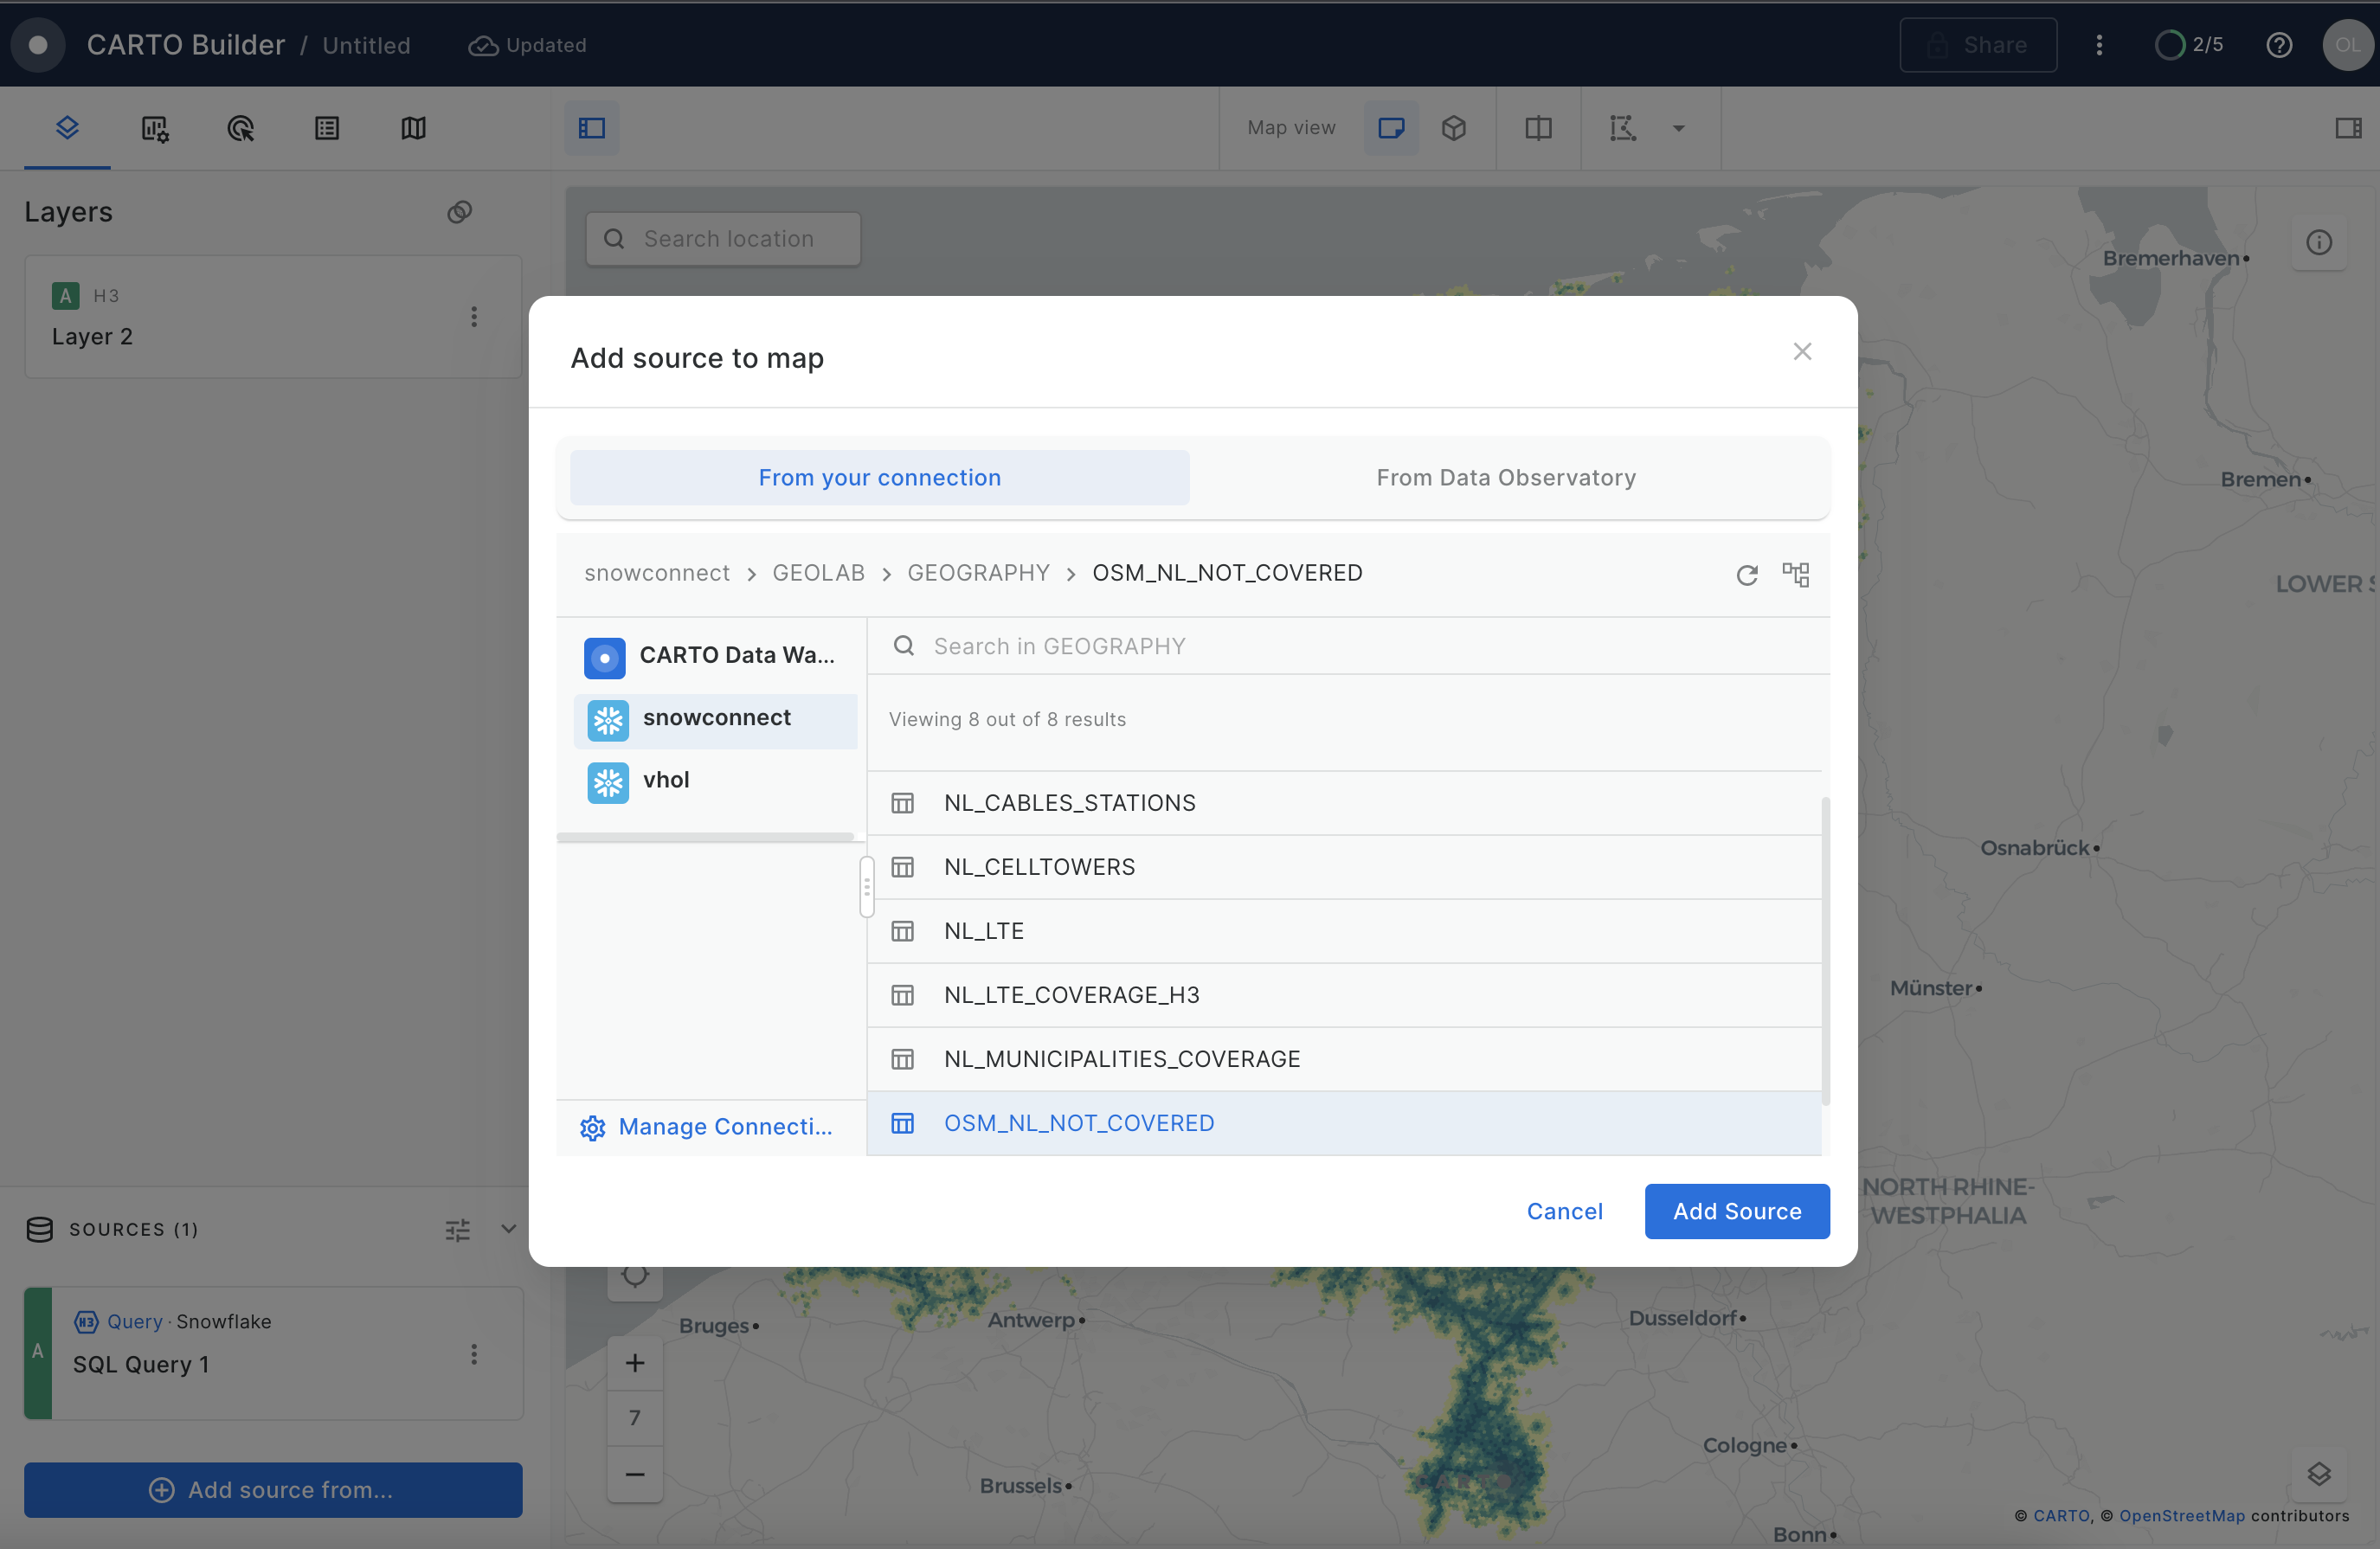 CARTO Builder / Untitled Updated Share 2/5 OL
Map view
Layers
Search location
A H3
Layer 2
Bremerhaven
Bremen
Osnabrück
Münster
NORTH RHINE-
WESTPHALIA
Add source to map
From your connection From Data Observatory
snowconnect > GEOLAB > GEOGRAPHY > OSM_NL_NOT_COVERED
CARTO Data Wa...
snowconnect
vhol
Manage Connecti...
Search in GEOGRAPHY
Viewing 8 out of 8 results
NL_CABLES_STATIONS
NL_CELLTOWERS
NL_LTE
NL_LTE_COVERAGE_H3
NL_MUNICIPALITIES_COVERAGE
OSM_NL_NOT_COVERED
Cancel Add Source
SOURCES (1)
A
H3 Query · Snowflake
SQL Query 1
Add source from...
7
Bruges
Antwerp
Dusseldorf
Cologne
Brussels
CARTO
Bonn
LOWER S
© CARTO, © OpenStreetMap contributors